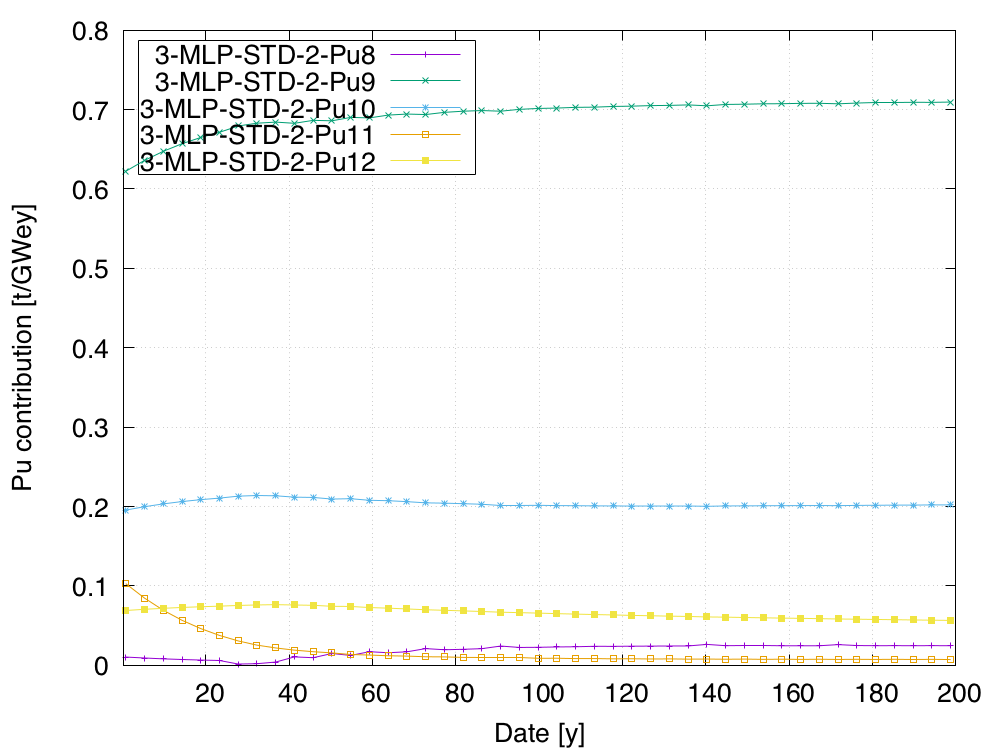 0.8
0.7
0.6
0.5
0.4
0.3
0.2
0.1
0
Pu contribution [t/GWey]
3-MLP-STD-2-Pu8
3-MLP-STD-2-Pu9
3-MLP-STD-2-Pu10
3-MLP-STD-2-Pu11
3-MLP-STD-2-Pu12
20 40 60 80 100 120 140 160 180 200
Date [y]